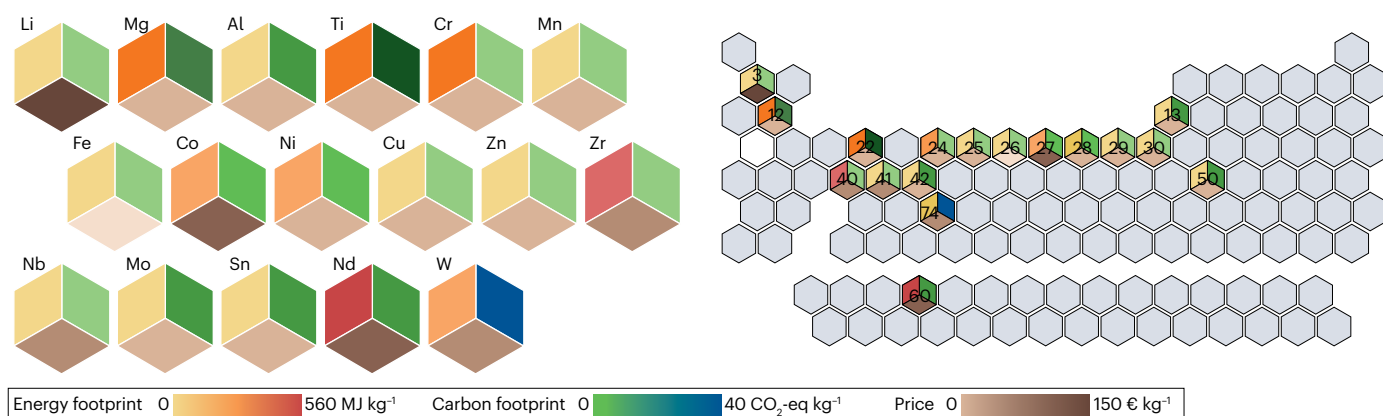 Li Mg Al Ti Cr Mn
Fe Co Ni Cu Zn Zr
Nb Mo Sn Nd W
3
12 13
22 24 25 26 27 28 29 30
40 41 42 50
74
60
Energy footprint 0 560 MJ kg⁻¹ Carbon footprint 0 40 CO₂-eq kg⁻¹ Price 0 150 € kg⁻¹